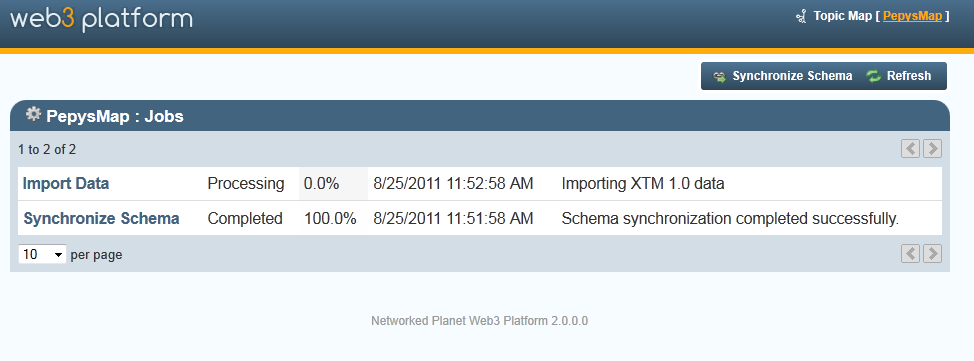 web3 platform
Topic Map [ PepysMap ]
Synchronize Schema Refresh
PepysMap : Jobs
1 to 2 of 2
Import Data Processing 0.0% 8/25/2011 11:52:58 AM Importing XTM 1.0 data
Synchronize Schema Completed 100.0% 8/25/2011 11:51:58 AM Schema synchronization completed successfully.
10 per page
Networked Planet Web3 Platform 2.0.0.0